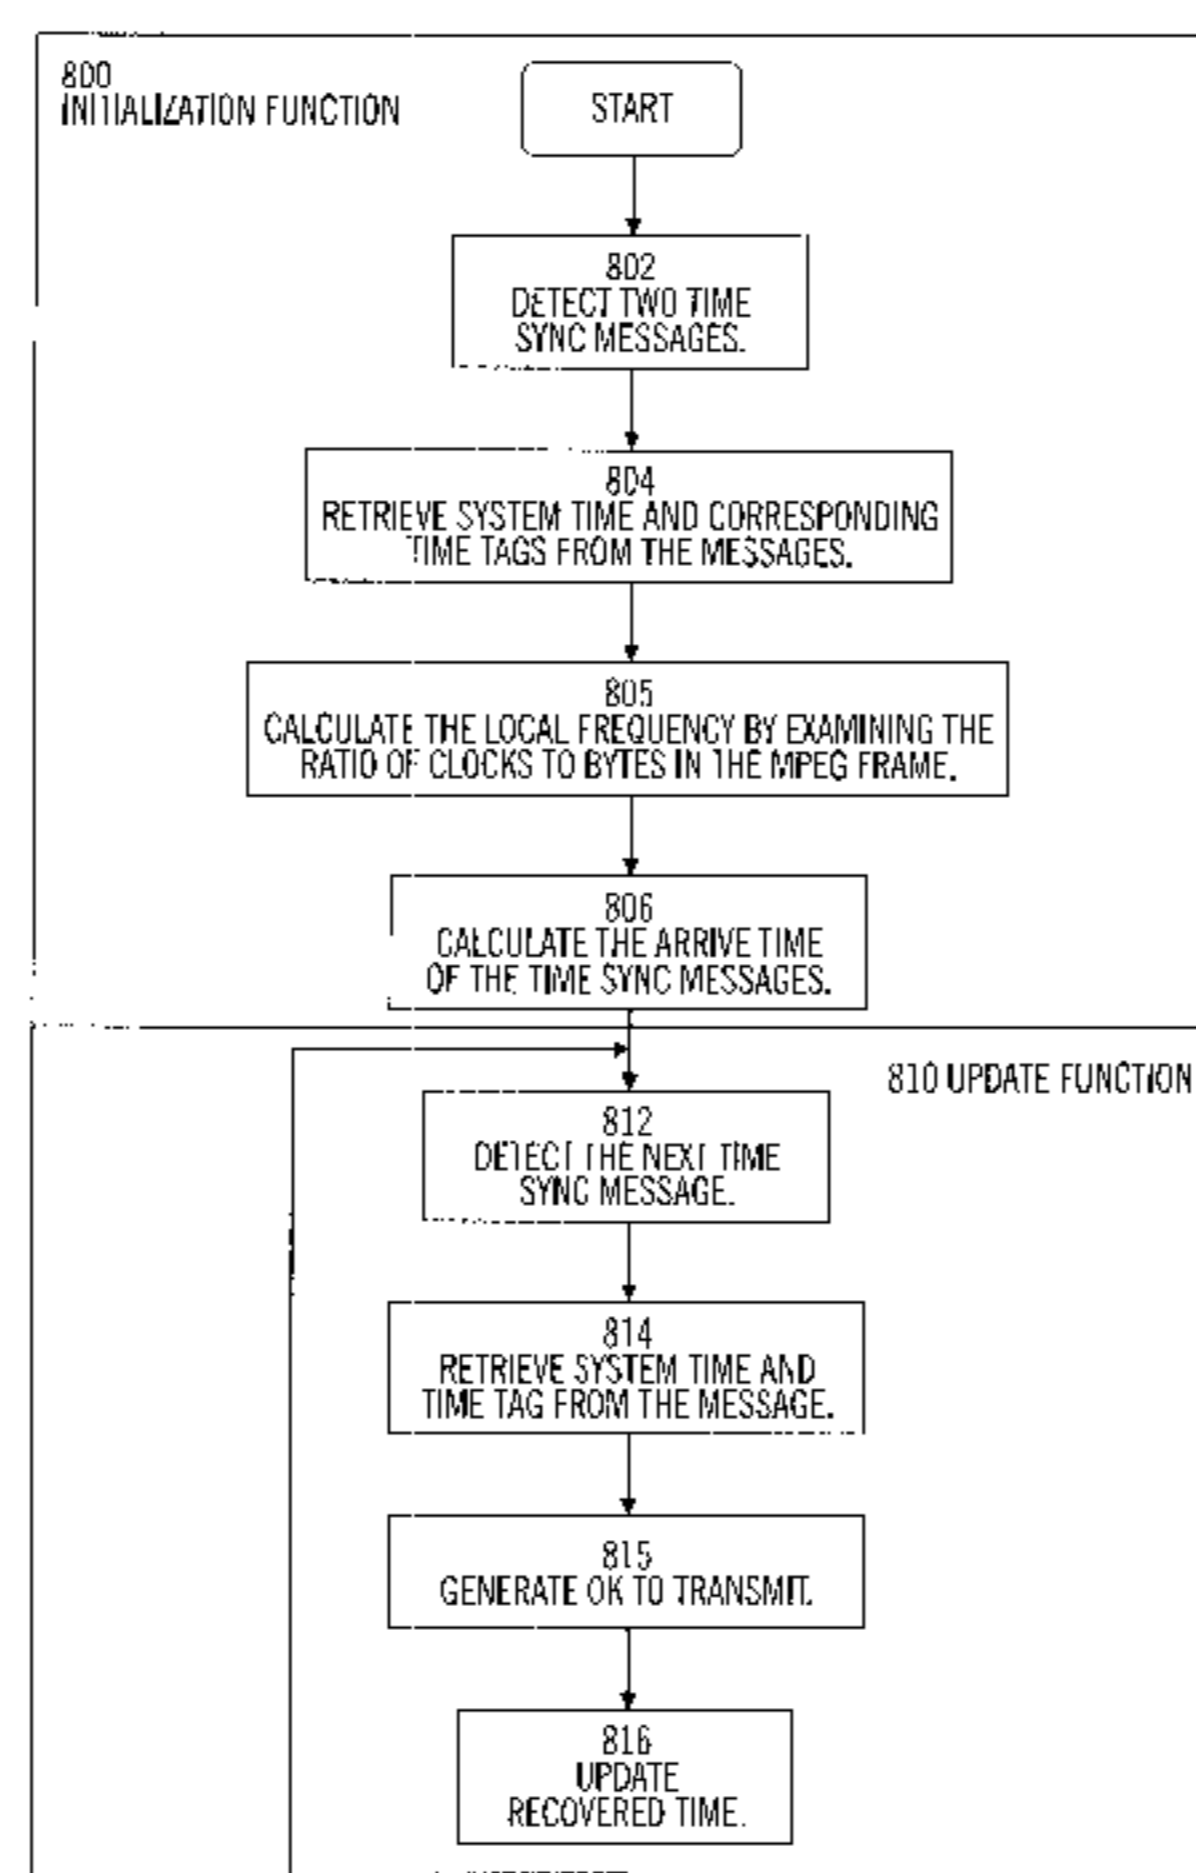 800
INITIALIZATION FUNCTION
START
802
DETECT TWO TIME
SYNC MESSAGES.
804
RETRIEVE SYSTEM TIME AND CORRESPONDING
TIME TAGS FROM THE MESSAGES.
805
CALCULATE THE LOCAL FREQUENCY BY EXAMINING THE
RATIO OF CLOCKS TO BYTES IN THE MPEG FRAME.
806
CALCULATE THE ARRIVE TIME
OF THE TIME SYNC MESSAGES.
810 UPDATE FUNCTION
812
DETECT THE NEXT TIME
SYNC MESSAGE.
814
RETRIEVE SYSTEM TIME AND
TIME TAG FROM THE MESSAGE.
815
GENERATE OK TO TRANSMIT.
816
UPDATE
RECOVERED TIME.